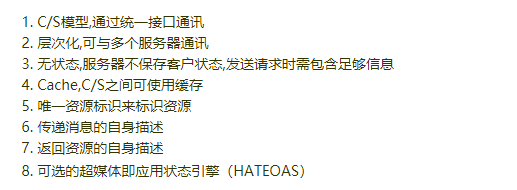 1. C/S模型,通过统一接口通讯
2. 层次化,可与多个服务器通讯
3. 无状态,服务器不保存客户状态,发送请求时需包含足够信息
4. Cache,C/S之间可使用缓存
5. 唯一资源标识来标识资源
6. 传递消息的自身描述
7. 返回资源的自身描述
8. 可选的超媒体即应用状态引擎（HATEOAS）